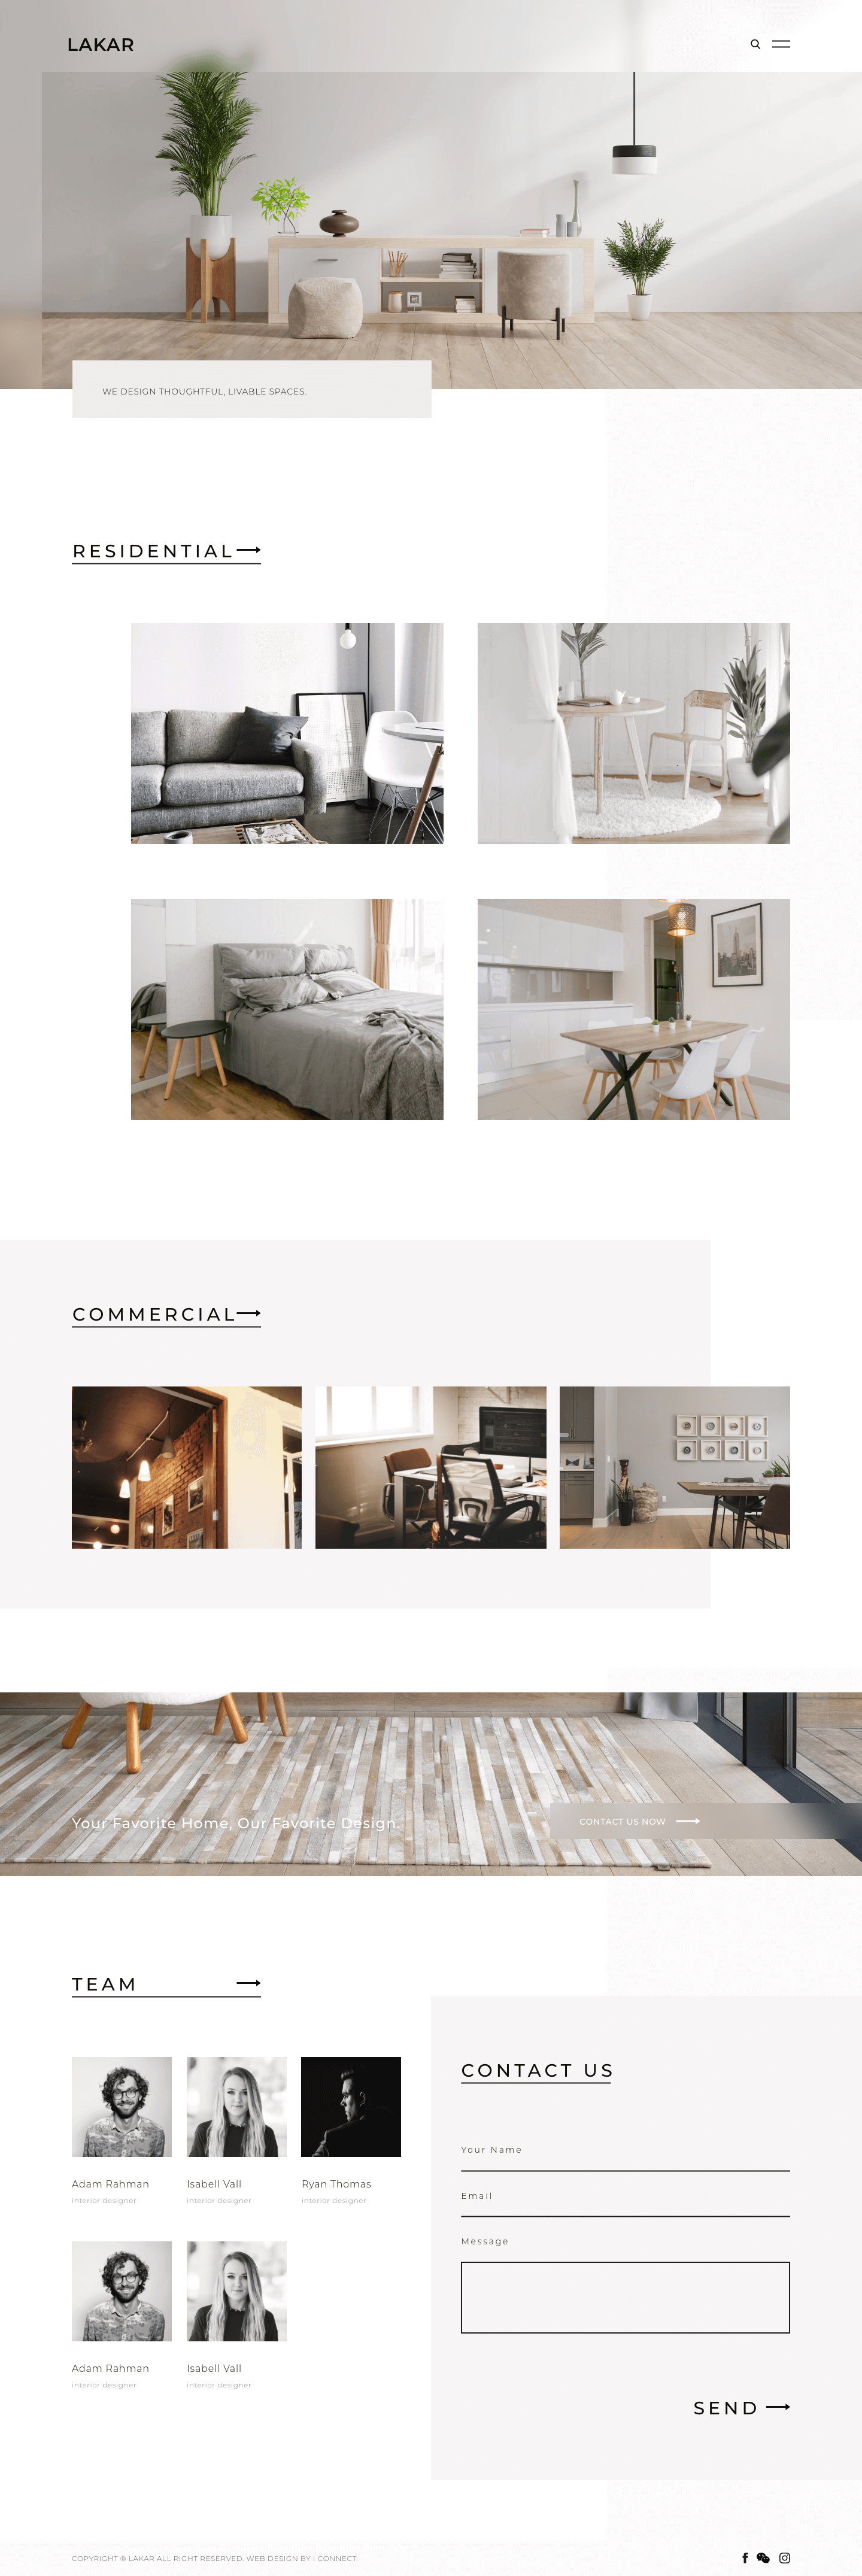 LAKAR
WE DESIGN THOUGHTFUL, LIVABLE SPACES.
RESIDENTIAL
COMMERCIAL
Your Favorite Home, Our Favorite Design.
CONTACT US NOW
TEAM
Adam Rahman
interior designer
Isabell Vall
interior designer
Ryan Thomas
interior designer
Adam Rahman
interior designer
Isabell Vall
interior designer
CONTACT US
Your Name
Email
Message
SEND
COPYRIGHT ® LAKAR ALL RIGHT RESERVED. WEB DESIGN BY I CONNECT.